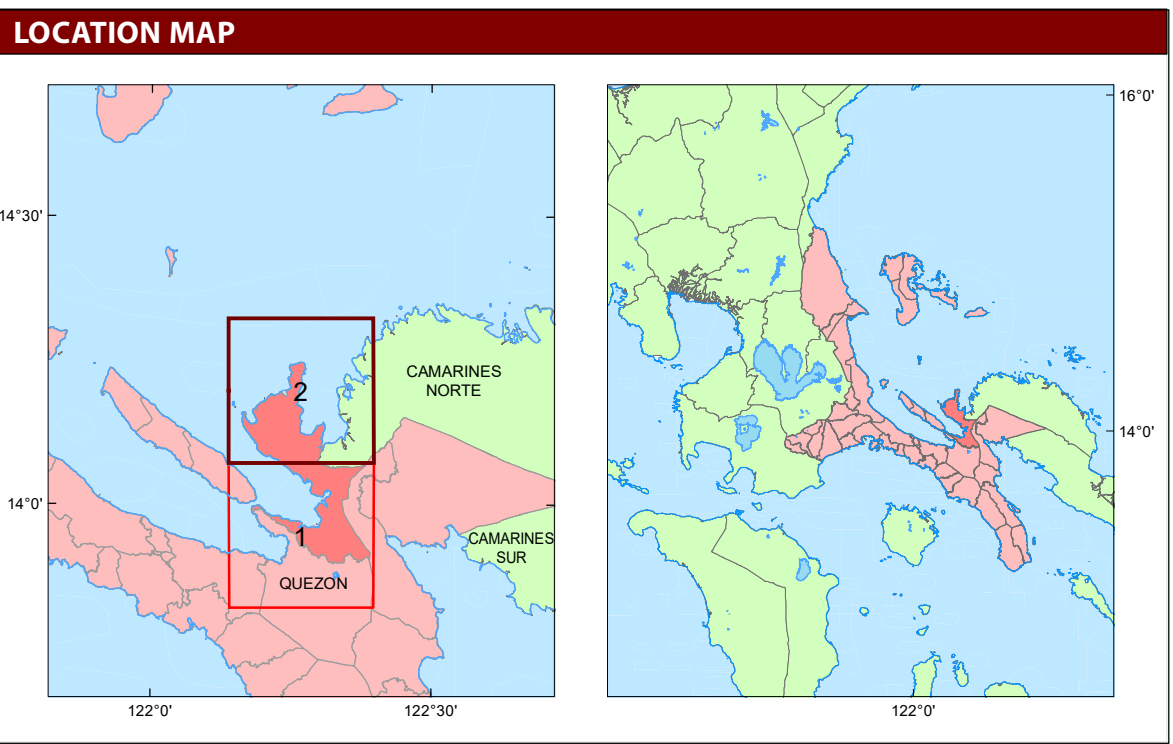 LOCATION MAP
14°30'
14°0'
122°0'
122°30'
2
1
CAMARINES
NORTE
CAMARINES
SUR
QUEZON
16°0'
14°0'
122°0'